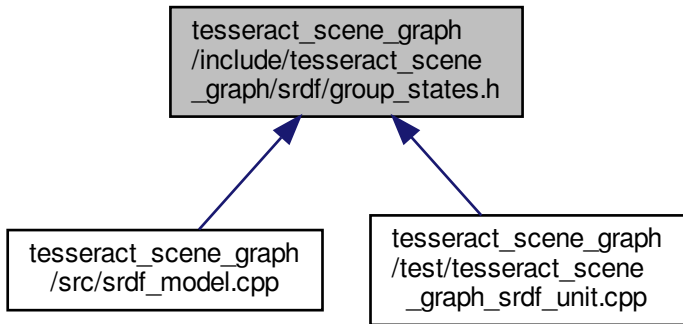 tesseract_scene_graph
/include/tesseract_scene
_graph/srdf/group_states.h
tesseract_scene_graph
/src/srdf_model.cpp
tesseract_scene_graph
/test/tesseract_scene
_graph_srdf_unit.cpp